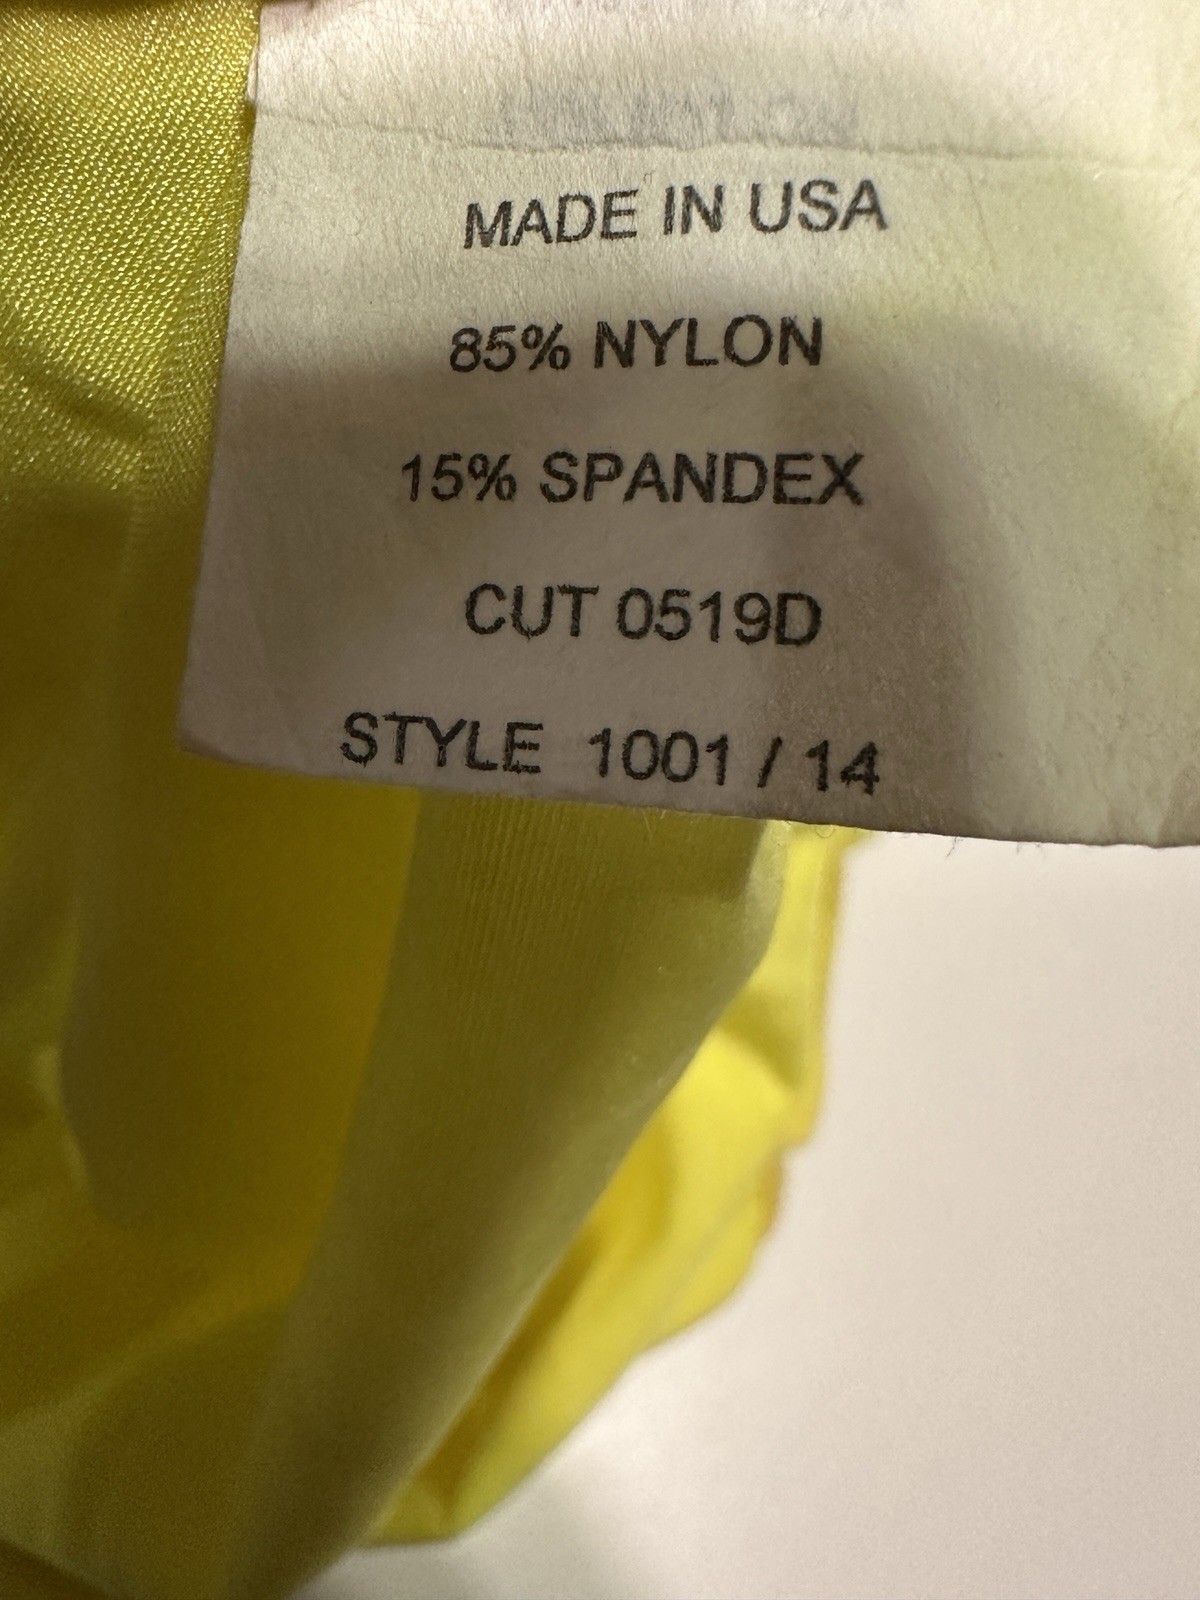 MADE IN USA
85% NYLON
15% SPANDEX
CUT 0519D
STYLE 1001 / 14